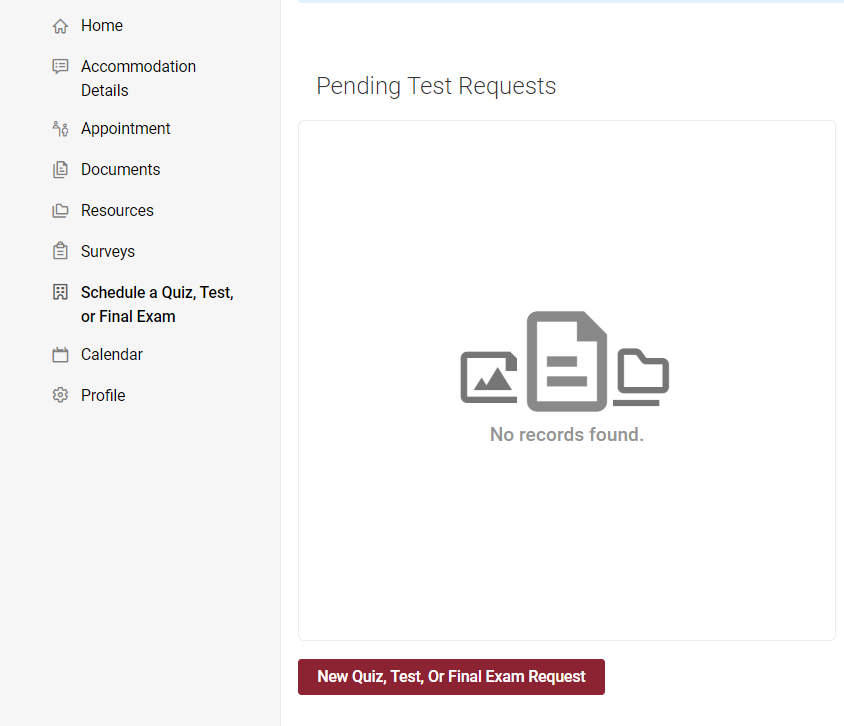 Home
Accommodation
Details
Appointment
Documents
Resources
Surveys
Schedule a Quiz, Test,
or Final Exam
Calendar
Profile
Pending Test Requests
No records found.
New Quiz, Test, Or Final Exam Request